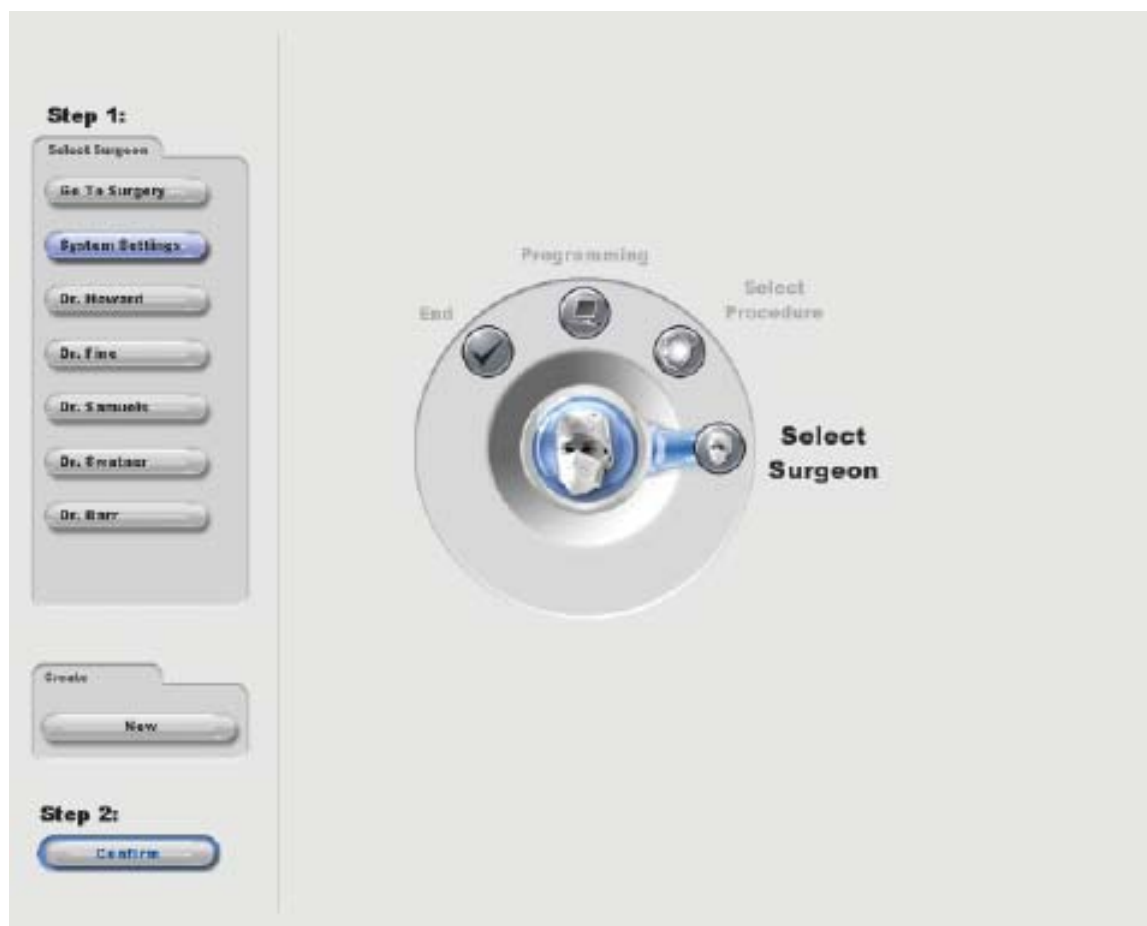 Step 1:
Select Surgeon
Go To Surgery
System Settings
Dr. Howard
Dr. Fine
Dr. Samuels
Dr.
Dr. Barr
Create
New
Step 2:
Confirm
Programming
End
Select
Procedure
Select
Surgeon